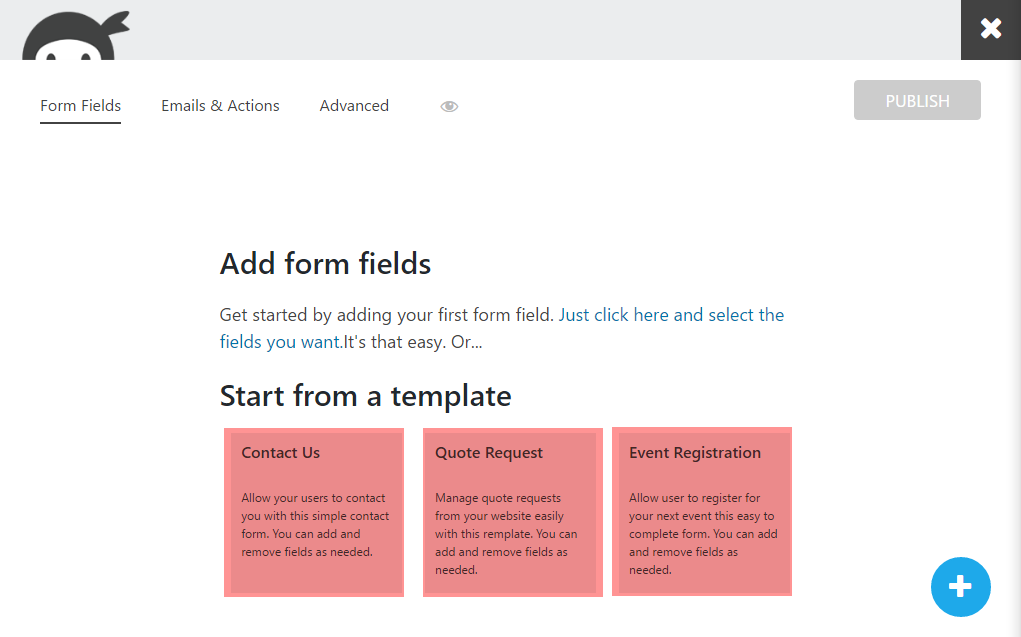 Form Fields
Emails & Actions
Advanced
PUBLISH
Add form fields
Get started by adding your first form field. Just click here and select the
fields you want.It's that easy. Or...
Start from a template
Contact Us
Allow your users to contact
you with this simple contact
form. You can add and
remove fields as needed.
Quote Request
Manage quote requests
from your website easily
with this remplate. You can
add and remove fields as
needed.
Event Registration
Allow user to register for
your next event this easy to
complete form. You can add
and remove fields as
needed.